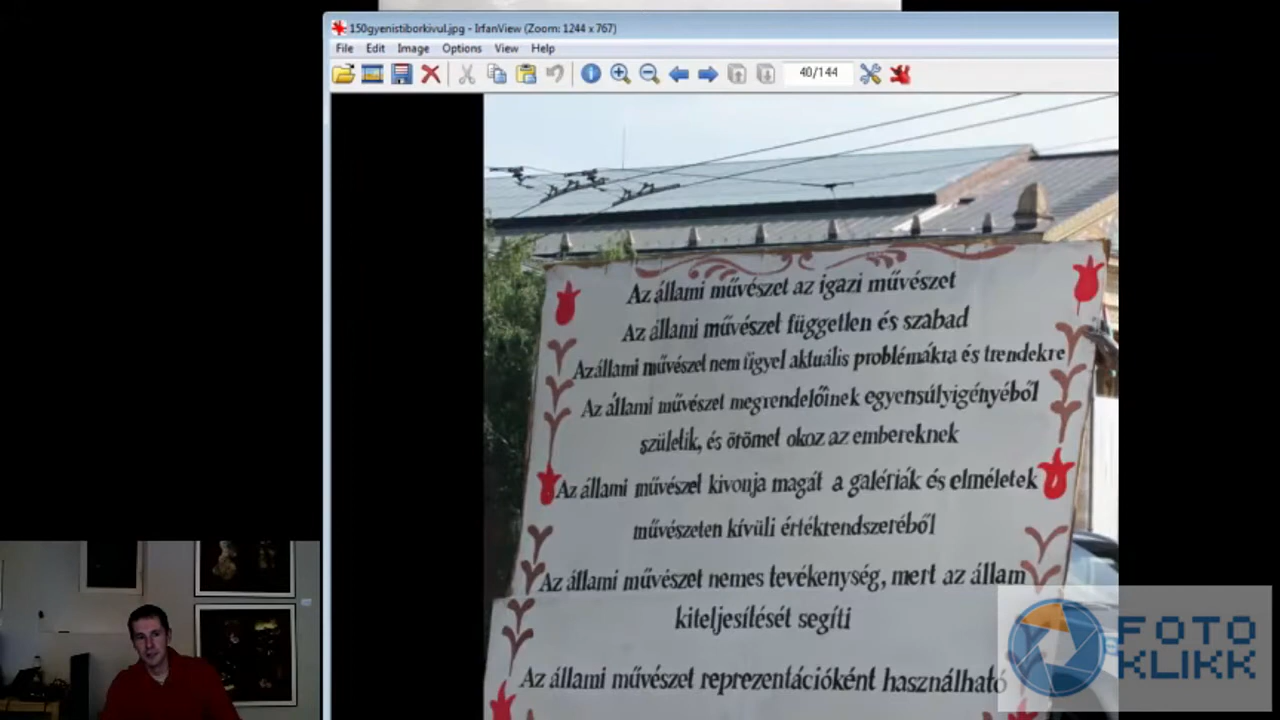 150gyenistiborkivul.jpg - IrfanView (Zoom: 1244 x 767)
File Edit Image Options View Help
40/144
Az állami művészet az igazi művészet
Az állami művészet független és szabad
Az állami művészet nem figyel aktuális problémákra és trendekre
Az állami művészet megrendelőinek egyensúlyigényéből
születik, és örömet okoz az embereknek
Az állami művészet kivonja magát a galériák és elméletek
művészeten kívüli értékrendszeréből
Az állami művészet nemes tevékenység, mert az állam
kiteljesítését segíti
Az állami művészet reprezentációként használható
FOTO
KLIKK